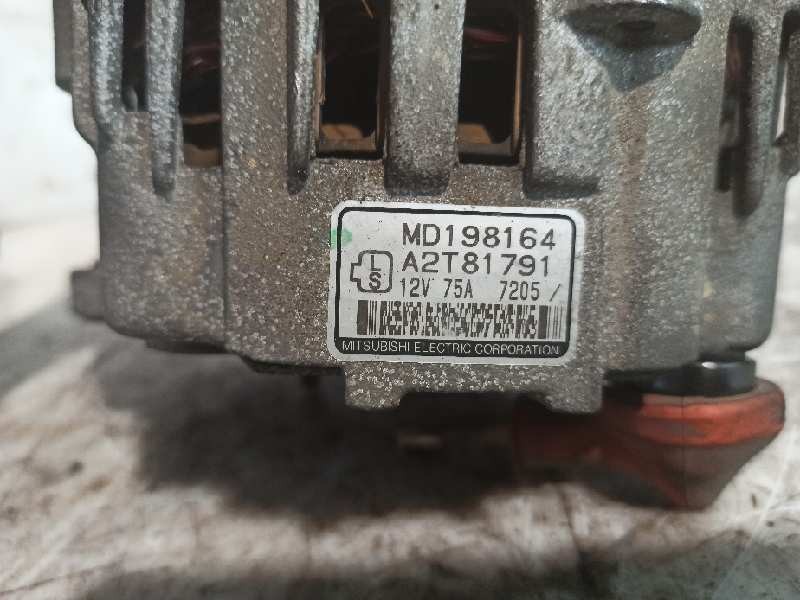 MD198164
L
S
A2T81791
12V 75A 7205 /
MITSUBISHI ELECTRIC CORPORATION